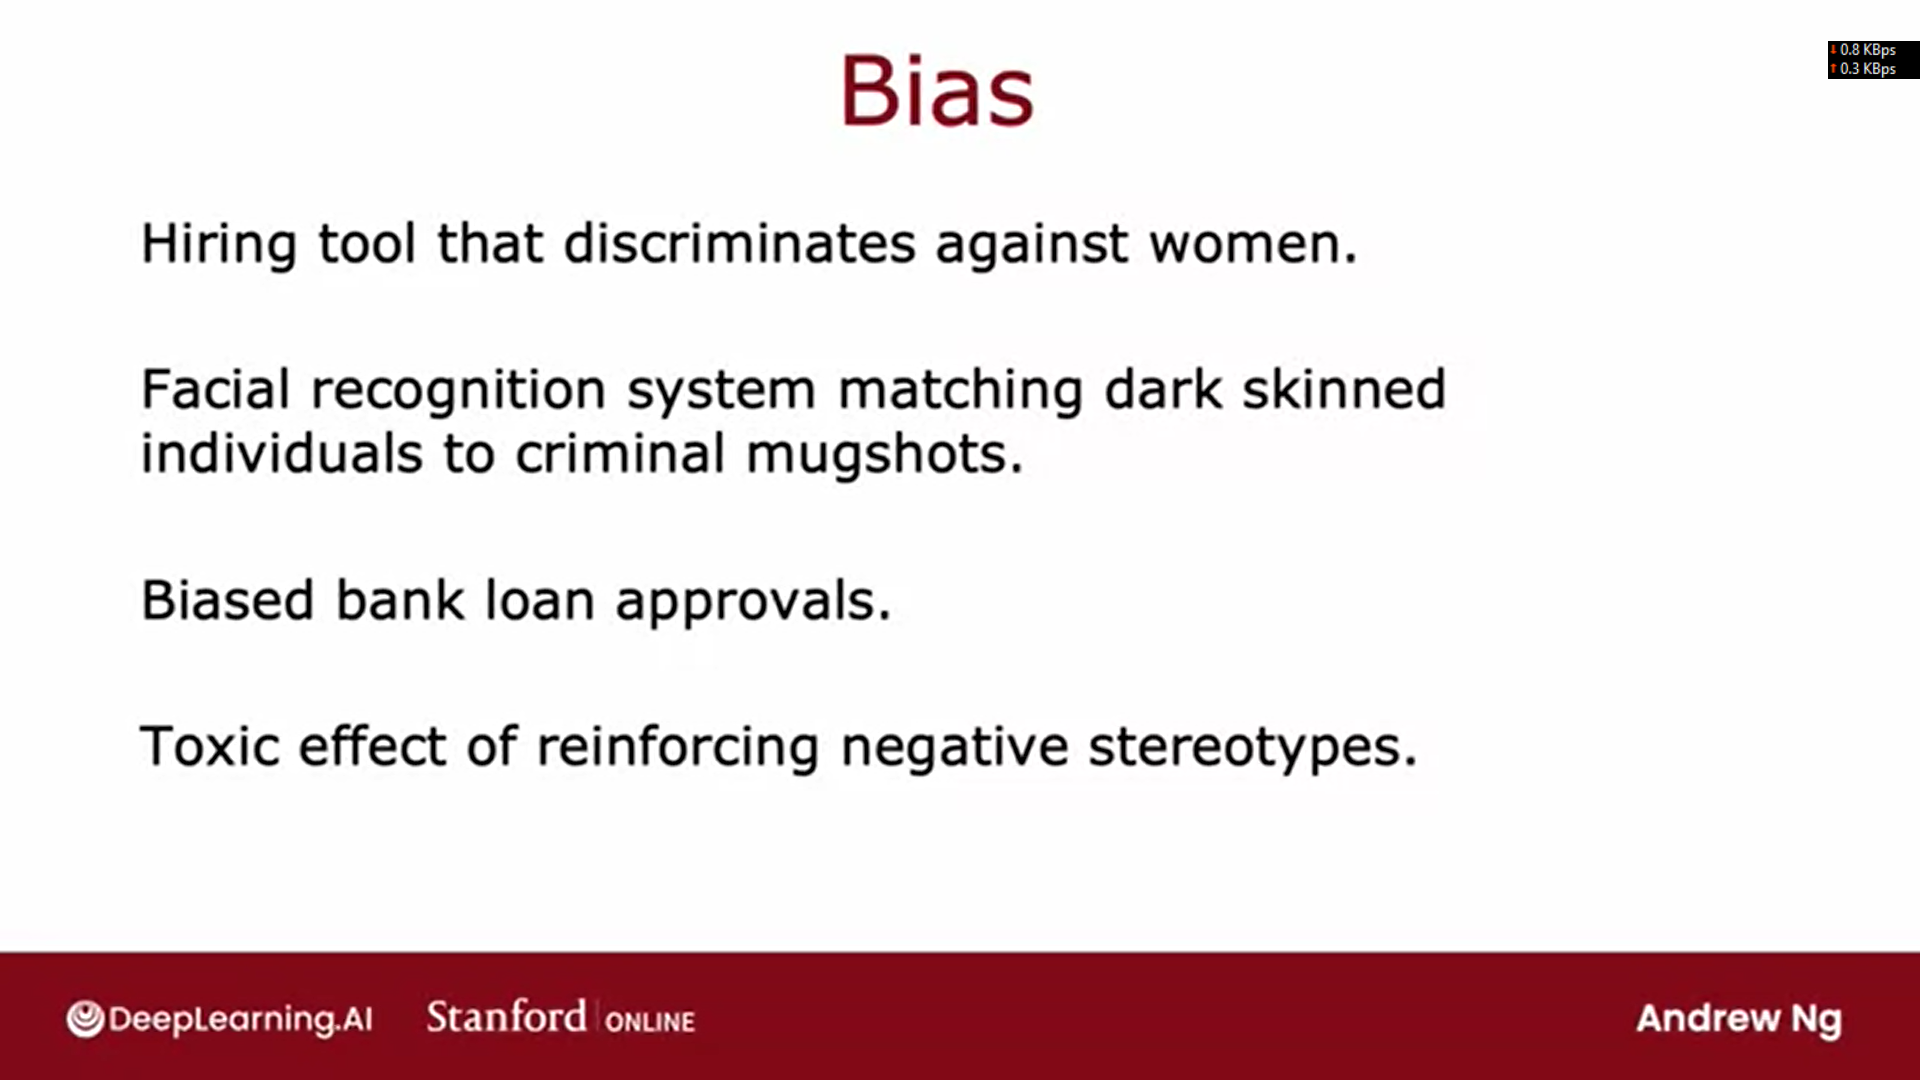 Bias
↓ 0.8 KBps
↑ 0.3 KBps
Hiring tool that discriminates against women.
Facial recognition system matching dark skinned
individuals to criminal mugshots.
Biased bank loan approvals.
Toxic effect of reinforcing negative stereotypes.
DeepLearning.AI
Stanford | ONLINE
Andrew Ng